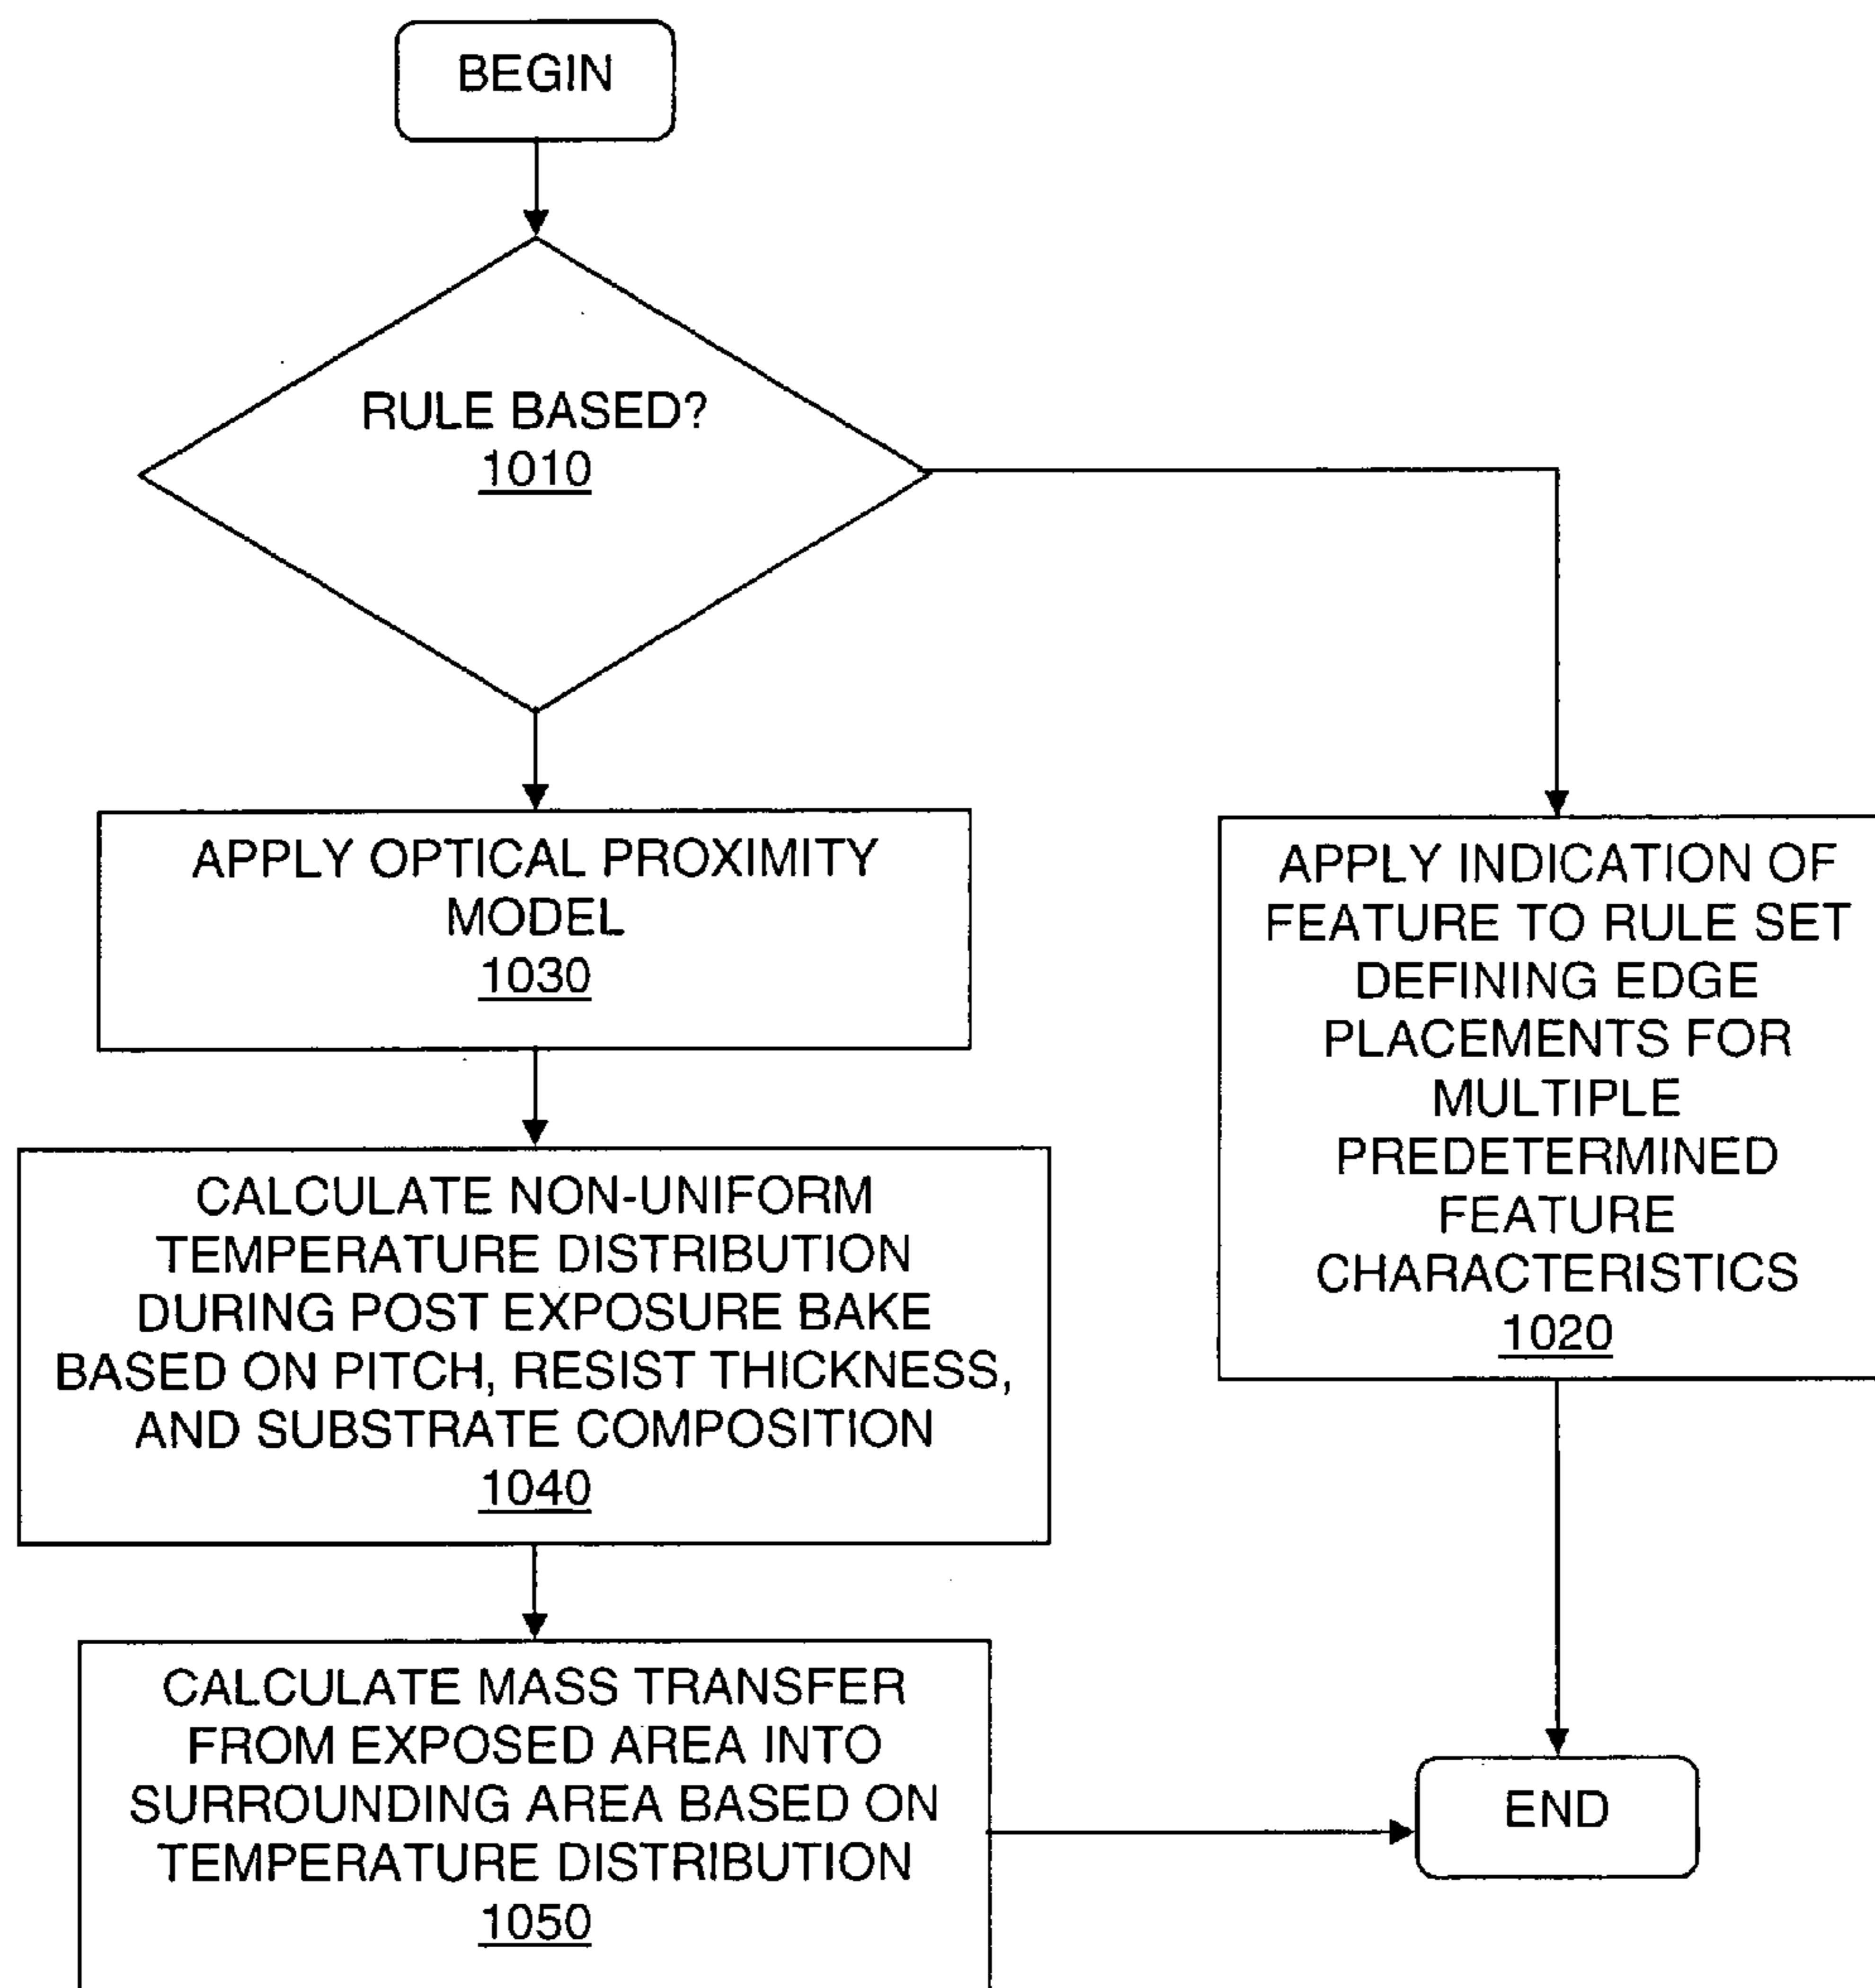 BEGIN
RULE BASED?
1010
APPLY OPTICAL PROXIMITY
MODEL
1030
APPLY INDICATION OF
FEATURE TO RULE SET
DEFINING EDGE
PLACEMENTS FOR
MULTIPLE
PREDETERMINED
FEATURE
CHARACTERISTICS
1020
CALCULATE NON-UNIFORM
TEMPERATURE DISTRIBUTION
DURING POST EXPOSURE BAKE
BASED ON PITCH, RESIST THICKNESS,
AND SUBSTRATE COMPOSITION
1040
CALCULATE MASS TRANSFER
FROM EXPOSED AREA INTO
SURROUNDING AREA BASED ON
TEMPERATURE DISTRIBUTION
1050
END